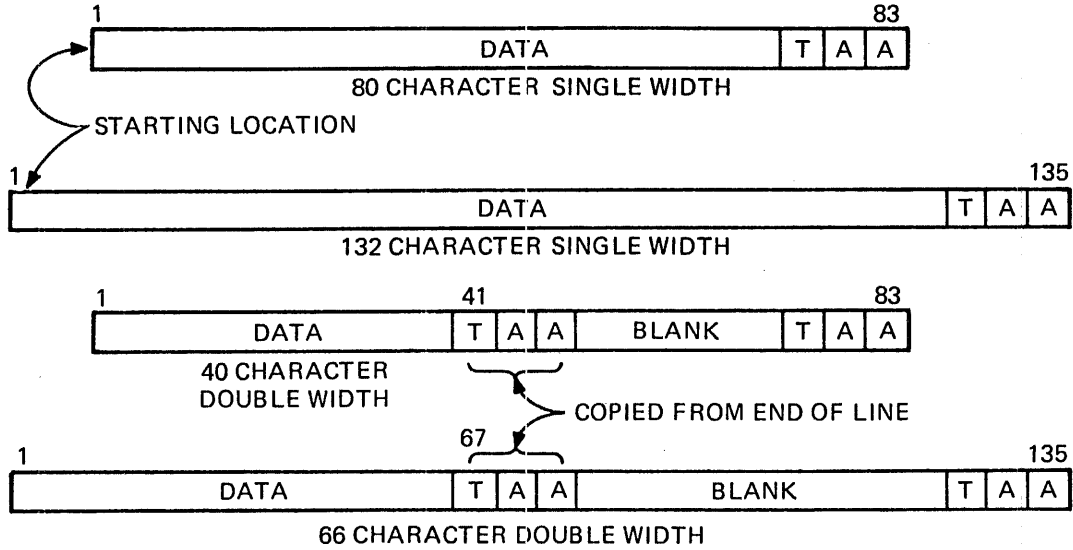 1 83
DATA T A A
80 CHARACTER SINGLE WIDTH
STARTING LOCATION
1 135
DATA T A A
132 CHARACTER SINGLE WIDTH
1 41 83
DATA T A A BLANK T A A
40 CHARACTER
DOUBLE WIDTH
COPIED FROM END OF LINE
1 67 135
DATA T A A BLANK T A A
66 CHARACTER DOUBLE WIDTH